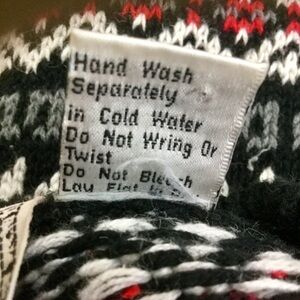 Hand Wash
Separately
in Cold Water
Do Not Wring Or
Twist
Do Not Bleach
Lay Flat